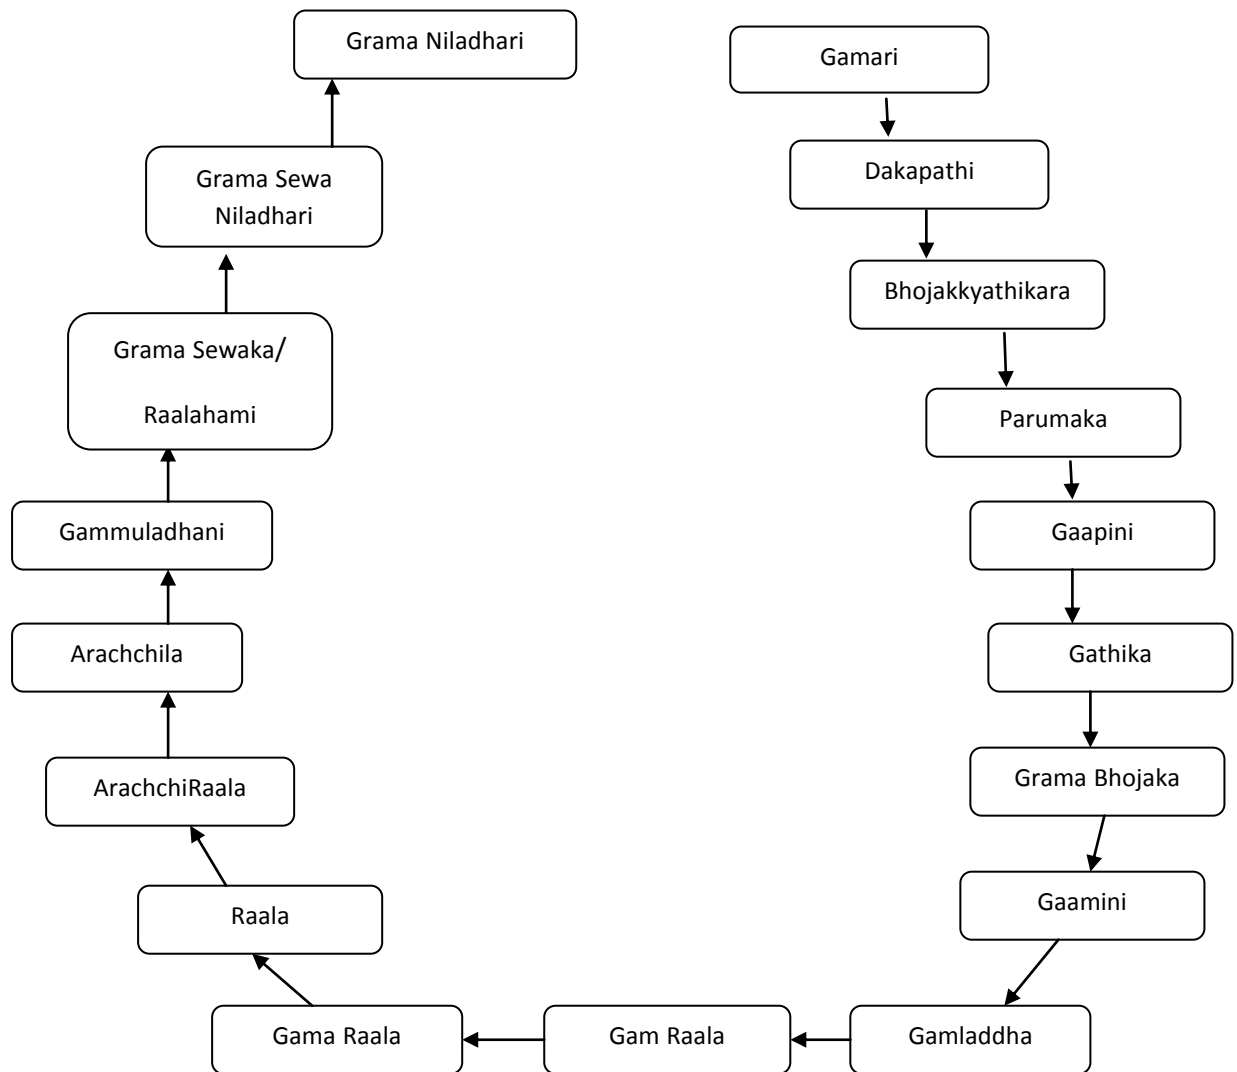 Gamari
Dakapathi
Bhojakkyathikara
Parumaka
Gaapini
Gathika
Grama Bhojaka
Gaamini
Gamladdha
Gam Raala
Gama Raala
Raala
ArachchiRaala
Arachchila
Gammuladhani
Grama Sewaka/
Raalahami
Grama Sewa
Niladhari
Grama Niladhari